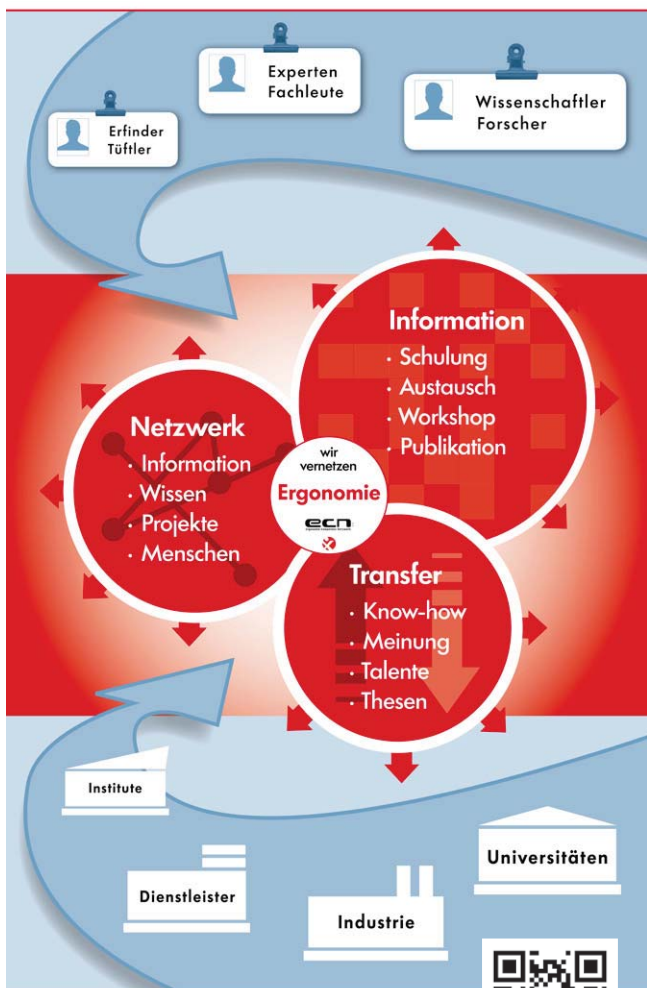 Experten
Fachleute
Wissenschaftler
Forscher
Erfinder
Tüftler
Information
· Schulung
· Austausch
· Workshop
· Publikation
Netzwerk
· Information
· Wissen
· Projekte
· Menschen
wir
vernetzen
Ergonomie
ecn
Transfer
· Know-how
· Meinung
· Talente
· Thesen
Institute
Universitäten
Dienstleister
Industrie